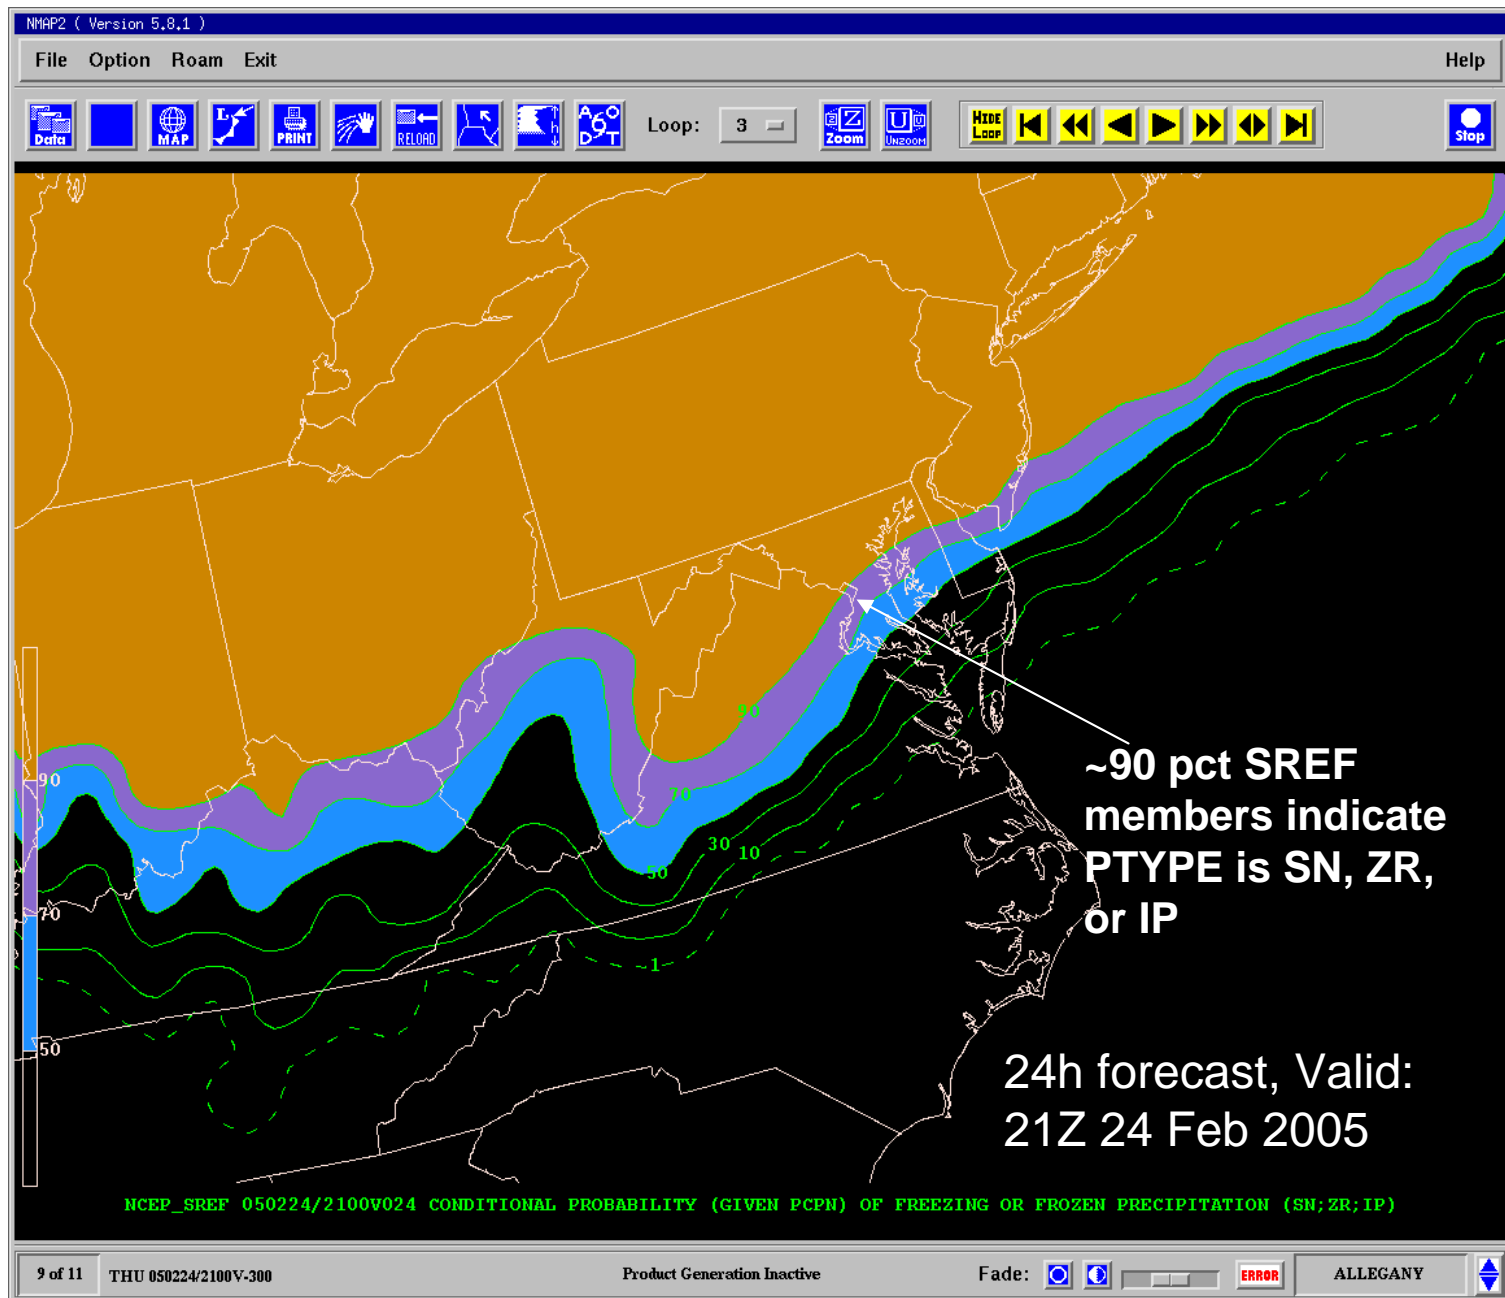 NMAP2 ( Version 5.8.1 )
File Option Roam Exit Help
Data
MAP
L
PRINT
RELOAD
h
A O 6 D T
Loop: 3
Z
Zoom
U
UNZOOM
HIDE LOOP
Stop
90
70
50
90
70
50
30
10
~1
~90 pct SREF
members indicate
PTYPE is SN, ZR,
or IP
24h forecast, Valid:
21Z 24 Feb 2005
NCEP_SREF 050224/2100V024 CONDITIONAL PROBABILITY (GIVEN PCPN) OF FREEZING OR FROZEN PRECIPITATION (SN;ZR;IP)
9 of 11 THU 050224/2100V-300 Product Generation Inactive Fade: ERROR ALLEGANY